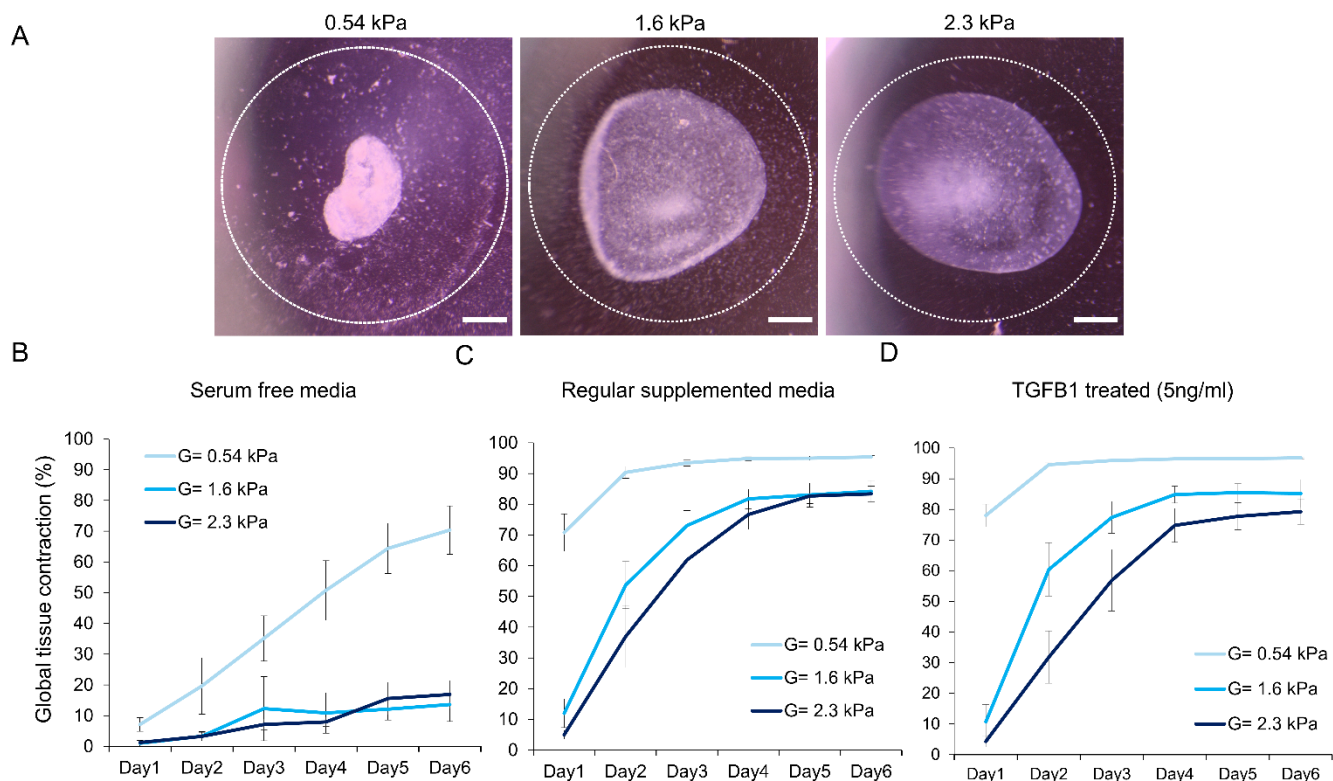 A
0.54 kPa 1.6 kPa 2.3 kPa
B C D
Serum free media
Regular supplemented media
TGFB1 treated (5ng/ml)
Global tissue contraction (%)
100
90
80
70
60
50
40
30
20
10
0
G= 0.54 kPa
G= 1.6 kPa
G= 2.3 kPa
Day1 Day2 Day3 Day4 Day5 Day6
100
90
80
70
60
50
40
30
20
10
0
G= 0.54 kPa
G= 1.6 kPa
G= 2.3 kPa
Day1 Day2 Day3 Day4 Day5 Day6
100
90
80
70
60
50
40
30
20
10
0
G= 0.54 kPa
G= 1.6 kPa
G= 2.3 kPa
Day1 Day2 Day3 Day4 Day5 Day6